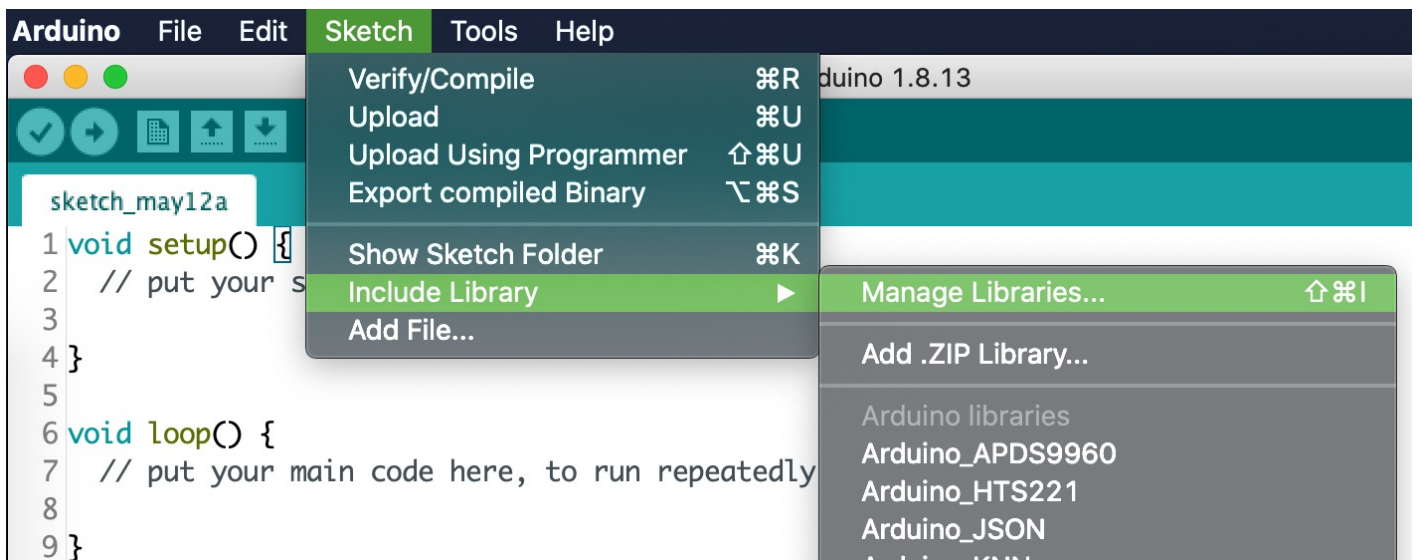 Arduino File Edit Sketch Tools Help
duino 1.8.13
Verify/Compile ⌘R
Upload ⌘U
Upload Using Programmer ⇧⌘U
Export compiled Binary ⌥⌘S
Show Sketch Folder ⌘K
Include Library ▶
Add File...
Manage Libraries... ⇧⌘I
Add .ZIP Library...
Arduino libraries
Arduino_APDS9960
Arduino_HTS221
Arduino_JSON
sketch_may12a
1 void setup() {
2 // put your s
3
4 }
5
6 void loop() {
7 // put your main code here, to run repeatedly
8
9 }